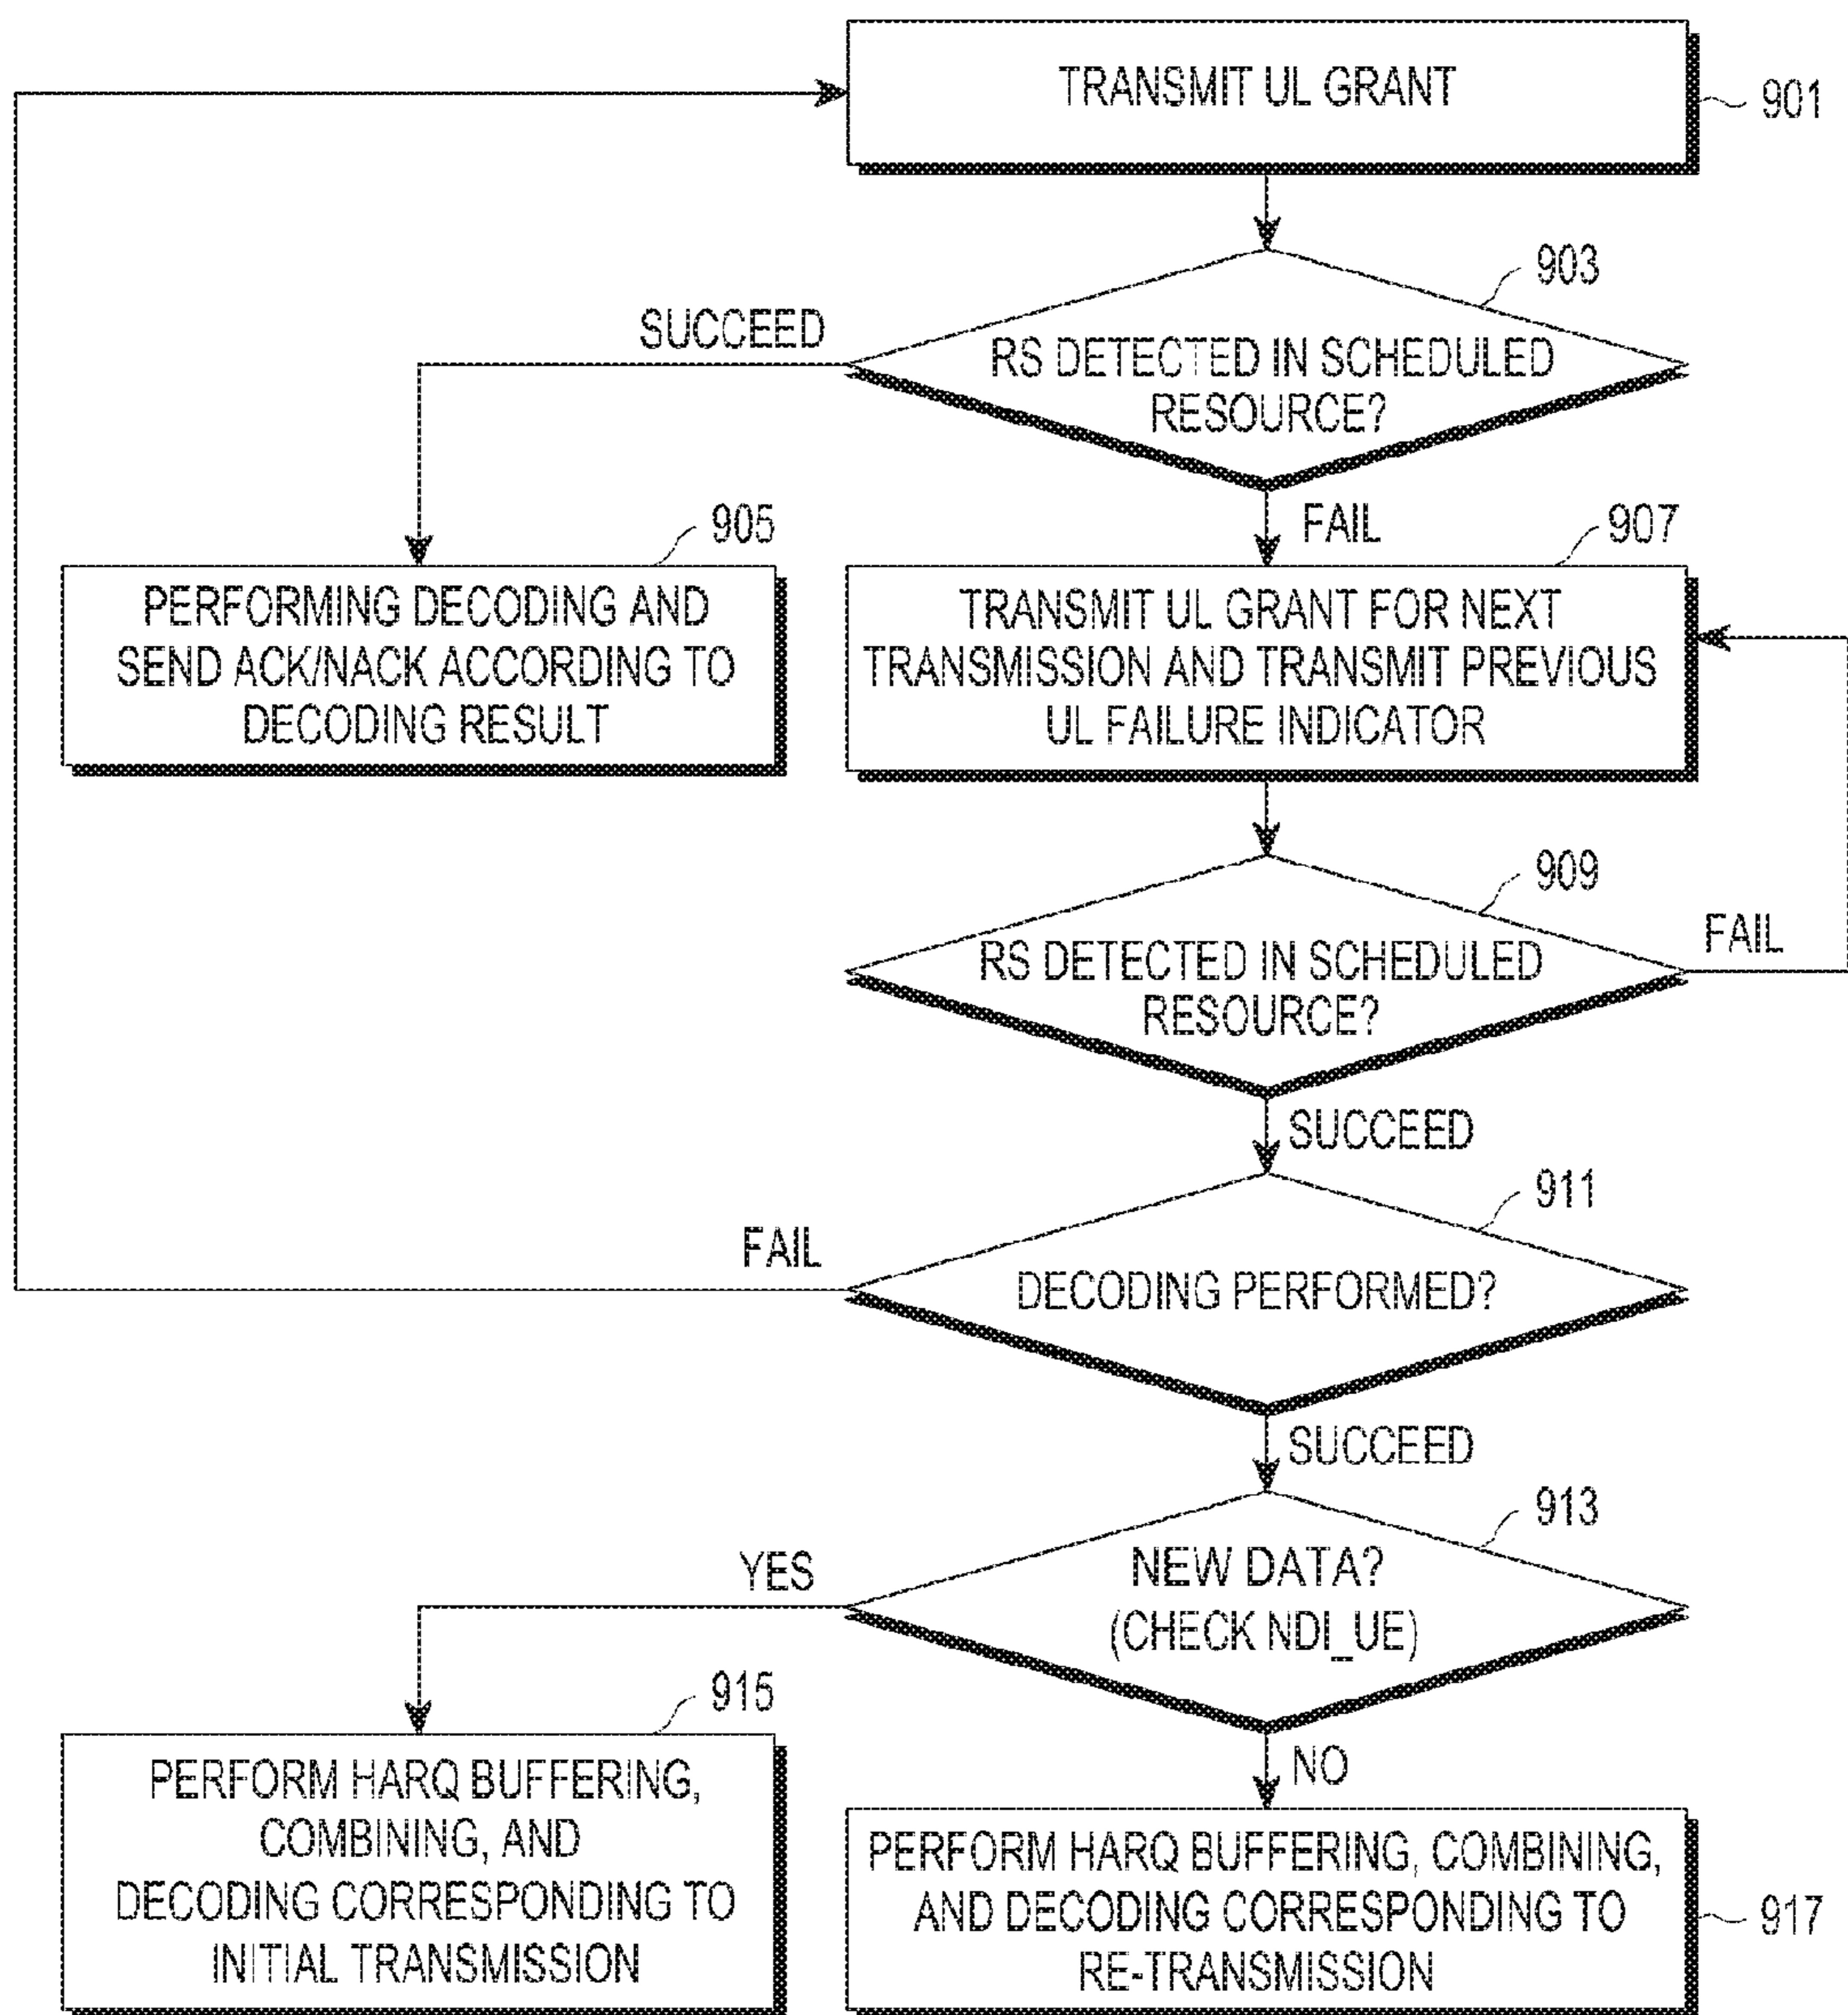 TRANSMIT UL GRANT
901
903
SUCCEED
RS DETECTED IN SCHEDULED
RESOURCE?
905
FAIL
907
PERFORMING DECODING AND
SEND ACK/NACK ACCORDING TO
DECODING RESULT
TRANSMIT UL GRANT FOR NEXT
TRANSMISSION AND TRANSMIT PREVIOUS
UL FAILURE INDICATOR
909
RS DETECTED IN SCHEDULED
RESOURCE?
FAIL
SUCCEED
911
FAIL
DECODING PERFORMED?
SUCCEED
913
YES
NEW DATA?
(CHECK NDI_UE)
915
NO
PERFORM HARQ BUFFERING,
COMBINING, AND
DECODING CORRESPONDING TO
INITIAL TRANSMISSION
PERFORM HARQ BUFFERING, COMBINING,
AND DECODING CORRESPONDING TO
RE-TRANSMISSION
917